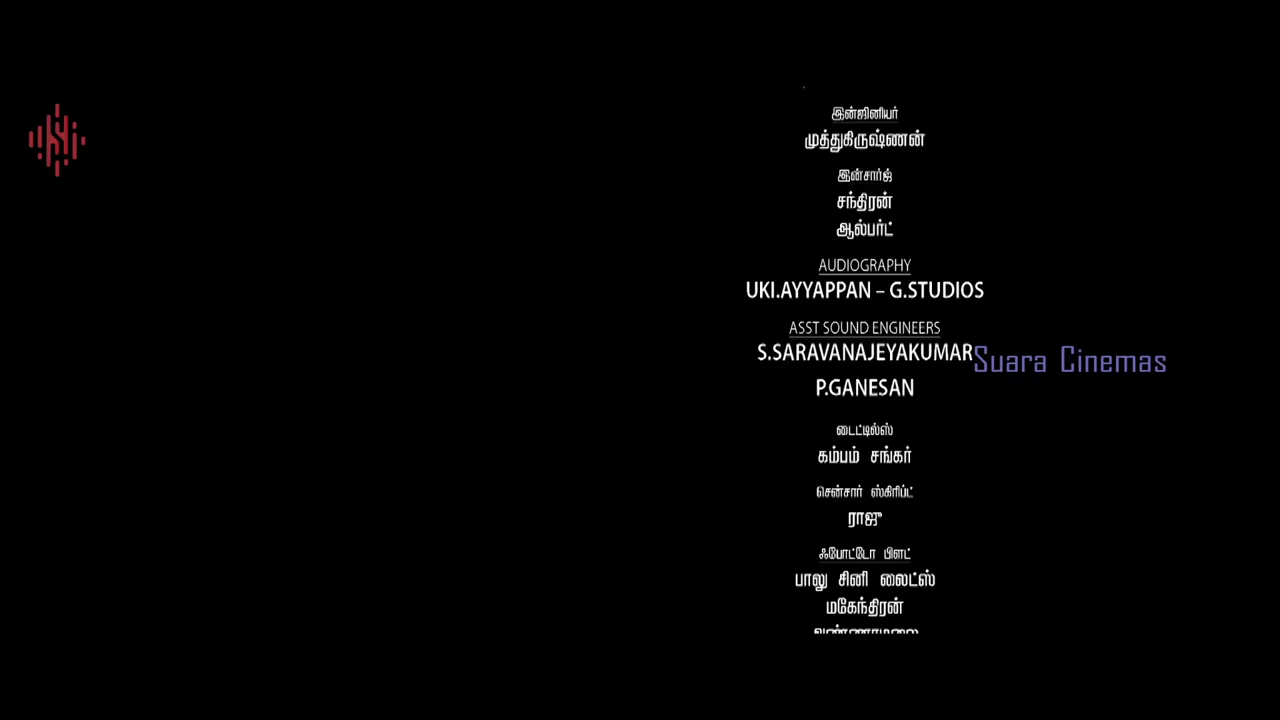 இன்ஜினியர்
முத்துகிருஷ்ணன்
இன்சார்ஜ்
சந்திரன்
ஆல்பர்ட்
AUDIOGRAPHY
UKI.AYYAPPAN – G.STUDIOS
ASST SOUND ENGINEERS
S.SARAVANAJEYAKUMAR
Suara Cinemas
P.GANESAN
டைட்டில்ஸ்
கம்பம் சங்கர்
சென்சார் ஸ்கிரிப்ட்
ராஜு
ஃபோட்டோ பிளட்
பாலு சினி லைட்ஸ்
மகேந்திரன்